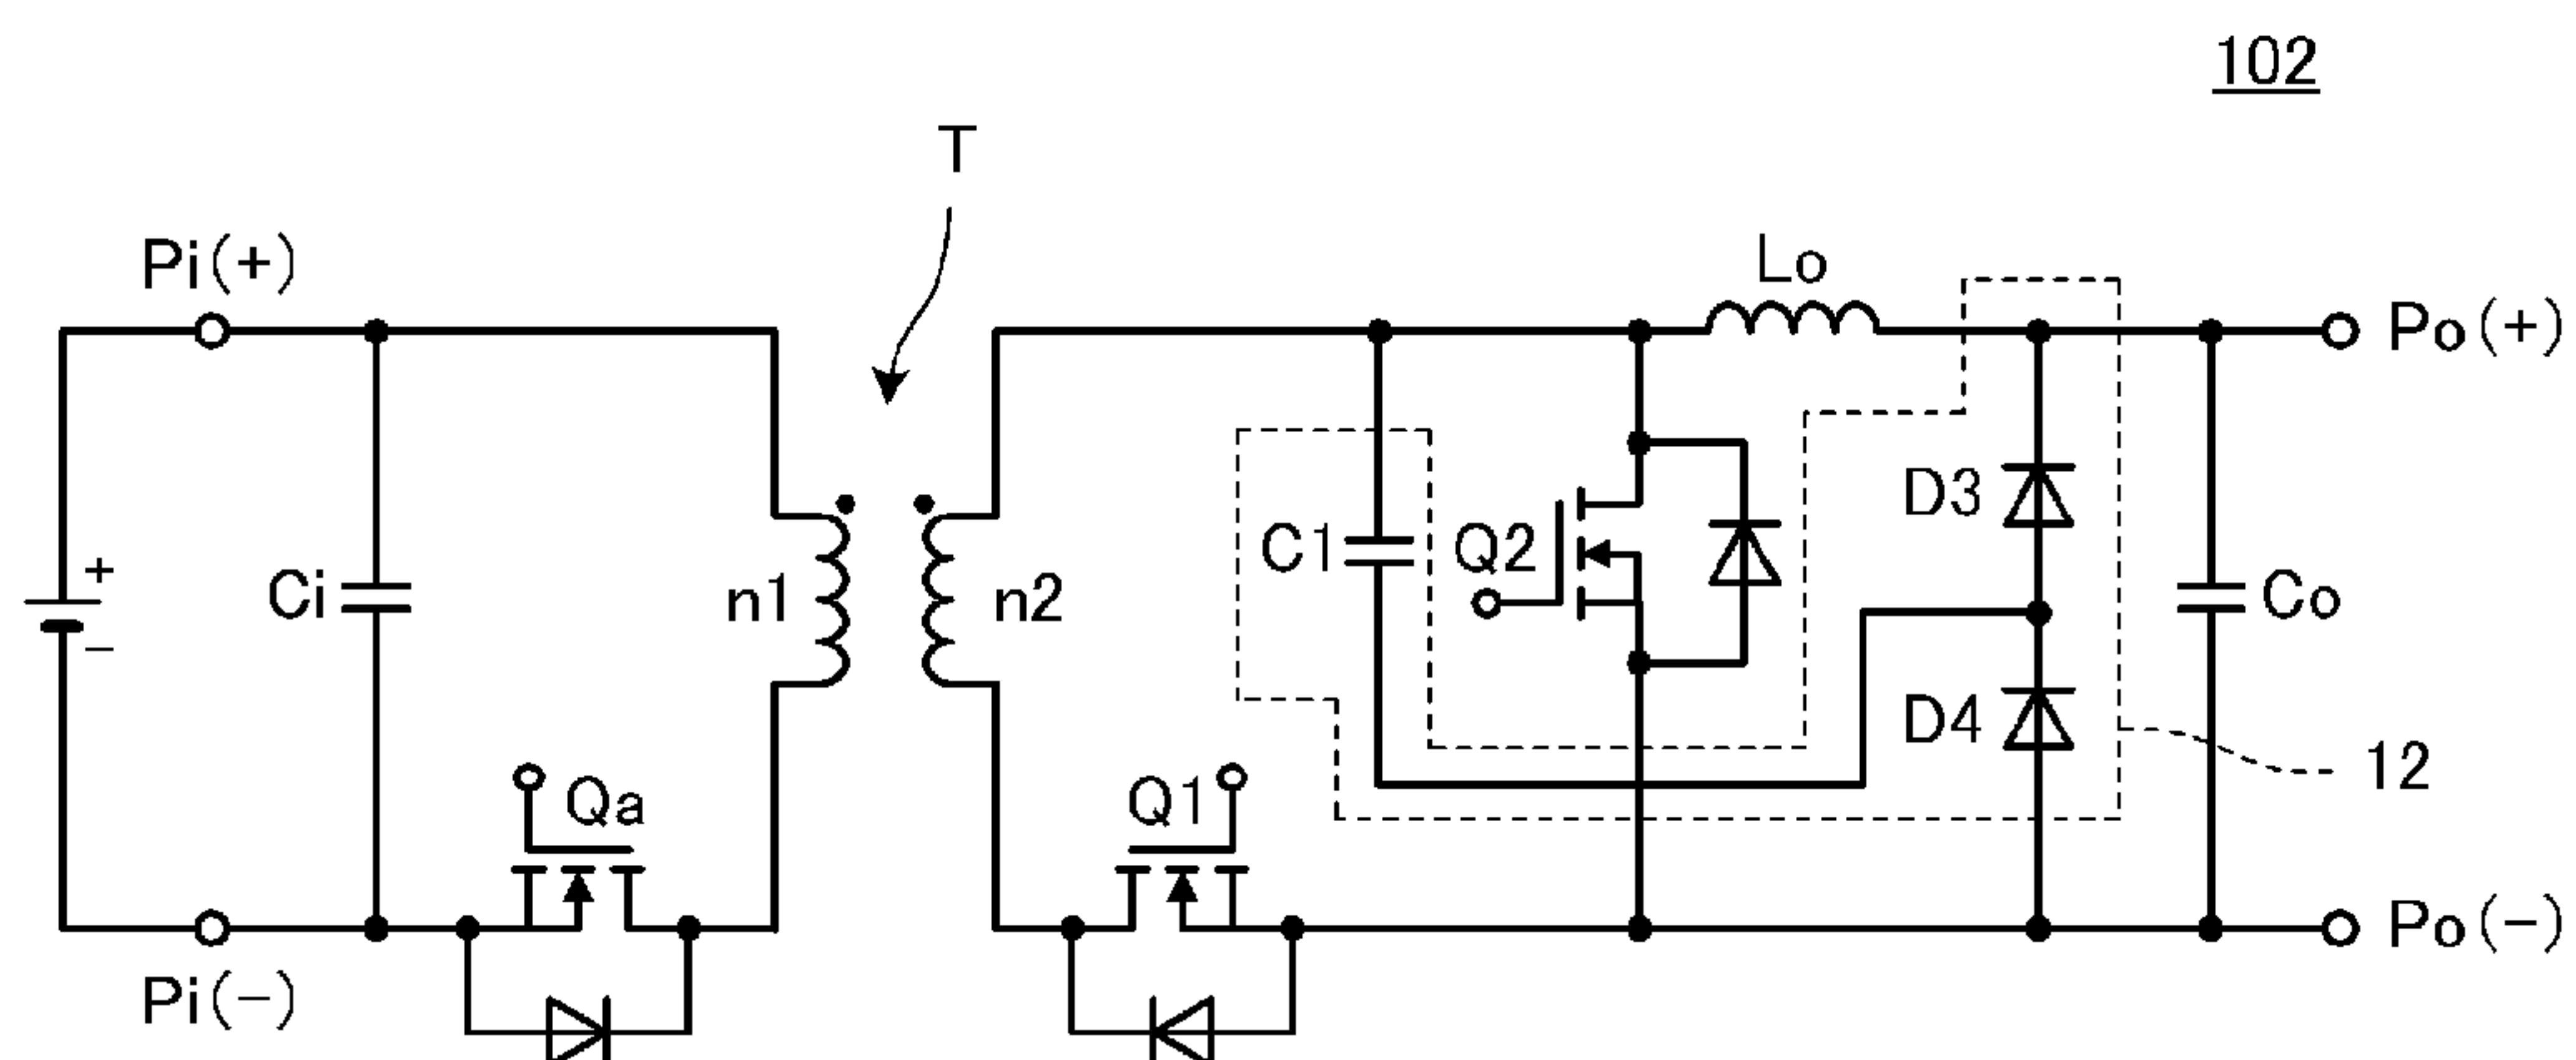 102
T
Pi(+)
Lo
Po(+)
+
-
Ci
n1
n2
C1
Q2
D3
Co
D4
12
Qa
Q1
Pi(-)
Po(-)